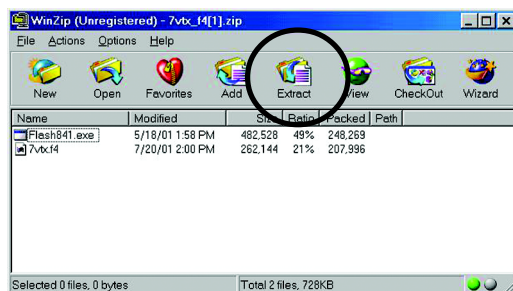 WinZip (Unregistered) - 7vtx_f4[1].zip
File Actions Options Help
New Open Favorites Add Extract View CheckOut Wizard
Name Modified Size Ratio Packed Path
Flash841.exe 5/18/01 1:58 PM 482,528 49% 248,269
7vtx.f4 7/20/01 2:00 PM 262,144 21% 207,996
Selected 0 files, 0 bytes Total 2 files, 728KB